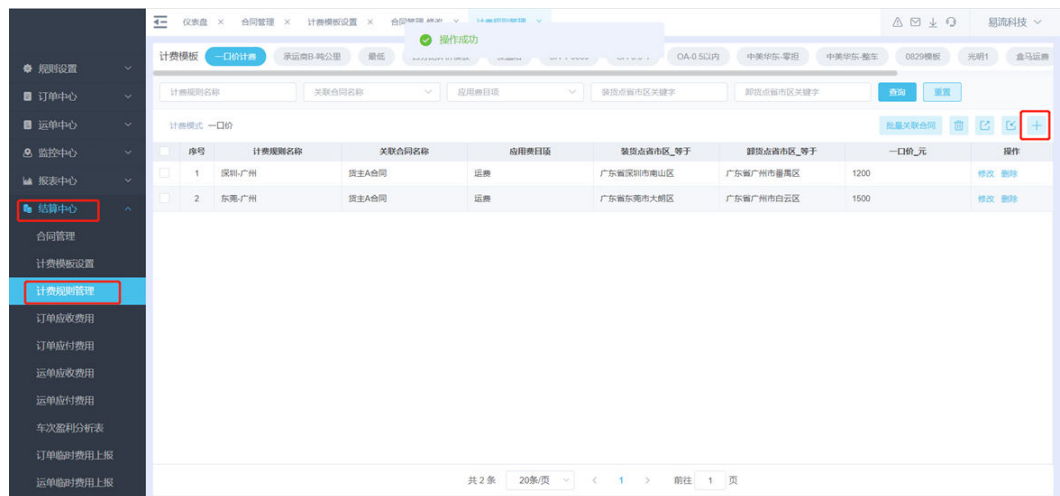 仪表盘 × 合同管理 × 计费模板设置 × 合同管理-修改 × 计费规则管理 × 易流科技
操作成功
计费模板 一口价计费 承运商B-吨公里 最低 OA-0.5以内 中美华东-零担 中美华东-整车 0829模板 光明1 盒马运费
计费规则名称 关联合同名称 应用费目项 装货点省市区关键字 卸货点省市区关键字 查询 重置
计费模式 一口价 批量关联合同
序号 计费规则名称 关联合同名称 应用费目项 装货点省市区_等于 卸货点省市区_等于 一口价_元 操作
1 深圳-广州 货主A合同 运费 广东省深圳市南山区 广东省广州市番禺区 1200 修改 删除
2 东莞-广州 货主A合同 运费 广东省东莞市大朗区 广东省广州市白云区 1500 修改 删除
规则设置
订单中心
运单中心
监控中心
报表中心
结算中心
合同管理
计费模板设置
计费规则管理
订单应收费用
订单应付费用
运单应收费用
运单应付费用
车次盈利分析表
订单临时费用上报
运单临时费用上报
共 2 条 20条/页 < 1 > 前往 1 页